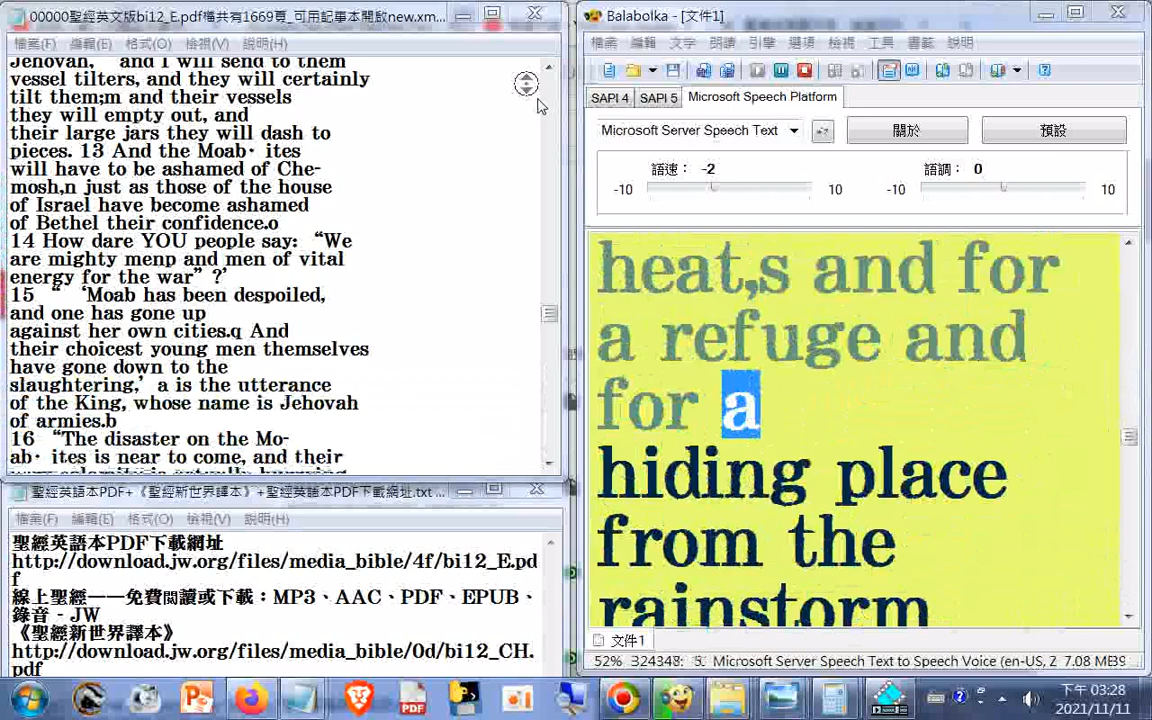 00000聖經英文版bi12_E.pdf檔共有1669頁_可用記事本開啟new.xm...
檔案(F) 編輯(E) 格式(O) 檢視(V) 說明(H)
Jehovah, “and I will send to them
vessel tilters, and they will certainly
tilt them;m and their vessels
they will empty out, and
their large jars they will dash to
pieces. 13 And the Moab· ites
will have to be ashamed of Che-
mosh,n just as those of the house
of Israel have become ashamed
of Bethel their confidence.o
14 How dare YOU people say: “We
are mighty menp and men of vital
energy for the war” ?’
15 “ ‘Moab has been despoiled,
and one has gone up
against her own cities.q And
their choicest young men themselves
have gone down to the
slaughtering,’ a is the utterance
of the King, whose name is Jehovah
of armies.b
16 “The disaster on the Mo-
ab· ites is near to come, and their
聖經英語本PDF+《聖經新世界譯本》+聖經英語本PDF下載網址.txt ...
檔案(F) 編輯(E) 格式(O) 檢視(V) 說明(H)
聖經英語本PDF下載網址
http://download.jw.org/files/media_bible/4f/bi12_E.pd
f
線上聖經——免費閱讀或下載：MP3、AAC、PDF、EPUB、
錄音 - JW
《聖經新世界譯本》
http://download.jw.org/files/media_bible/0d/bi12_CH.
pdf
Balabolka - [文件1]
檔案 編輯 文字 朗讀 引擎 選項 檢視 工具 書籤 說明
SAPI 4 SAPI 5 Microsoft Speech Platform
Microsoft Server Speech Text 關於 預設
語速： -2 語調： 0
-10 10 -10 10
heat,s and for
a refuge and
for a
hiding place
from the
rainstorm
文件1
52% 324348: 5. Microsoft Server Speech Text to Speech Voice (en-US, Z 7.08 MB
下午 03:28
2021/11/11